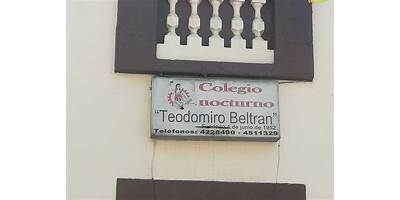 Colegio
nocturno
"Teodomiro Beltran"
de junio de 1952
Teléfonos: 4228490 - 4511329